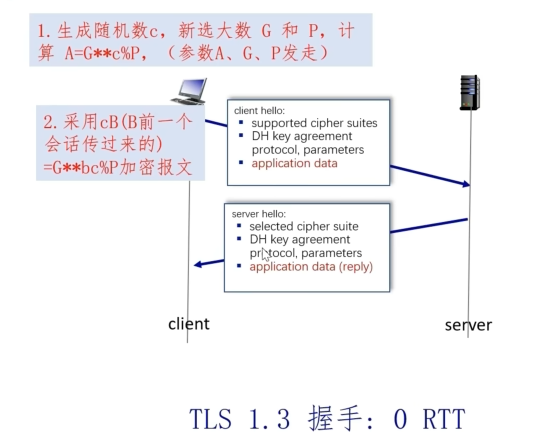 1.生成随机数c，新选大数 G 和 P，计
算 A=G**c%P，（参数A、G、P发走）
2.采用cB(B前一个
会话传过来的)
=G**bc%P加密报文
client hello:
▪ supported cipher suites
▪ DH key agreement
protocol, parameters
▪ application data
server hello:
▪ selected cipher suite
▪ DH key agreement
protocol, parameters
▪ application data (reply)
client
server
TLS 1.3 握手: 0 RTT